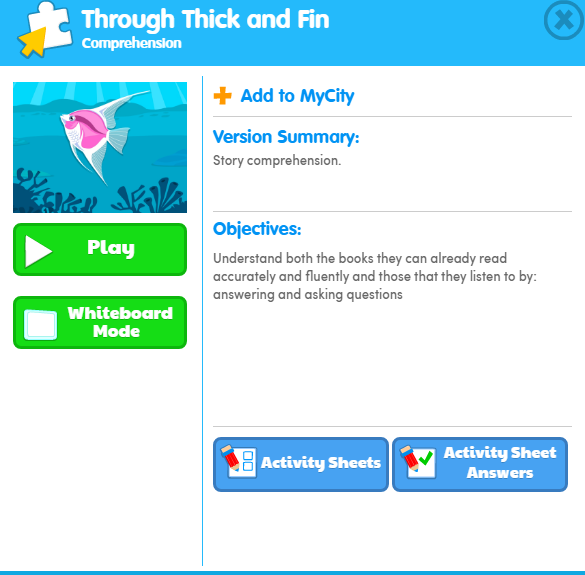 Through Thick and Fin
Comprehension
Play
Whiteboard
Mode
Add to MyCity
Version Summary:
Story comprehension.
Objectives:
Understand both the books they can already read
accurately and fluently and those that they listen to by:
answering and asking questions
Activity Sheets
Activity Sheet
Answers